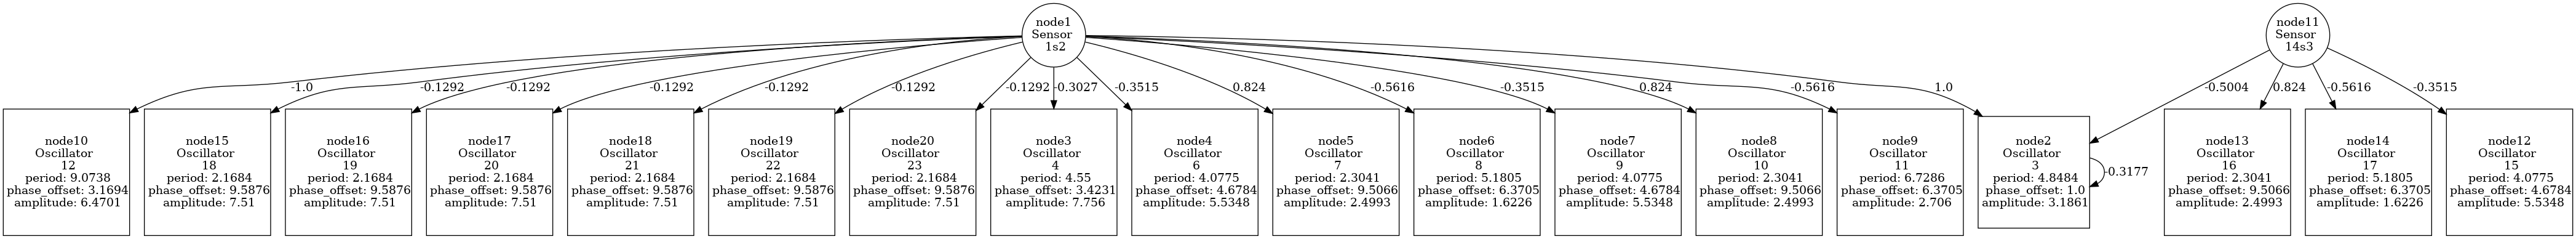 node1
Sensor
1s2
node11
Sensor
14s3
-1.0
-0.1292
-0.1292
-0.1292
-0.1292
-0.1292
-0.1292
-0.3027
-0.3515
0.824
-0.5616
-0.3515
0.824
-0.5616
1.0
-0.5004
0.824
-0.5616
-0.3515
node10
Oscillator
12
period: 9.0738
phase_offset: 3.1694
amplitude: 6.4701
node15
Oscillator
18
period: 2.1684
phase_offset: 9.5876
amplitude: 7.51
node16
Oscillator
19
period: 2.1684
phase_offset: 9.5876
amplitude: 7.51
node17
Oscillator
20
period: 2.1684
phase_offset: 9.5876
amplitude: 7.51
node18
Oscillator
21
period: 2.1684
phase_offset: 9.5876
amplitude: 7.51
node19
Oscillator
22
period: 2.1684
phase_offset: 9.5876
amplitude: 7.51
node20
Oscillator
23
period: 2.1684
phase_offset: 9.5876
amplitude: 7.51
node3
Oscillator
4
period: 4.55
phase_offset: 3.4231
amplitude: 7.756
node4
Oscillator
6
period: 4.0775
phase_offset: 4.6784
amplitude: 5.5348
node5
Oscillator
7
period: 2.3041
phase_offset: 9.5066
amplitude: 2.4993
node6
Oscillator
8
period: 5.1805
phase_offset: 6.3705
amplitude: 1.6226
node7
Oscillator
9
period: 4.0775
phase_offset: 4.6784
amplitude: 5.5348
node8
Oscillator
10
period: 2.3041
phase_offset: 9.5066
amplitude: 2.4993
node9
Oscillator
11
period: 6.7286
phase_offset: 6.3705
amplitude: 2.706
node2
Oscillator
3
period: 4.8484
phase_offset: 1.0
amplitude: 3.1861
-0.3177
node13
Oscillator
16
period: 2.3041
phase_offset: 9.5066
amplitude: 2.4993
node14
Oscillator
17
period: 5.1805
phase_offset: 6.3705
amplitude: 1.6226
node12
Oscillator
15
period: 4.0775
phase_offset: 4.6784
amplitude: 5.5348